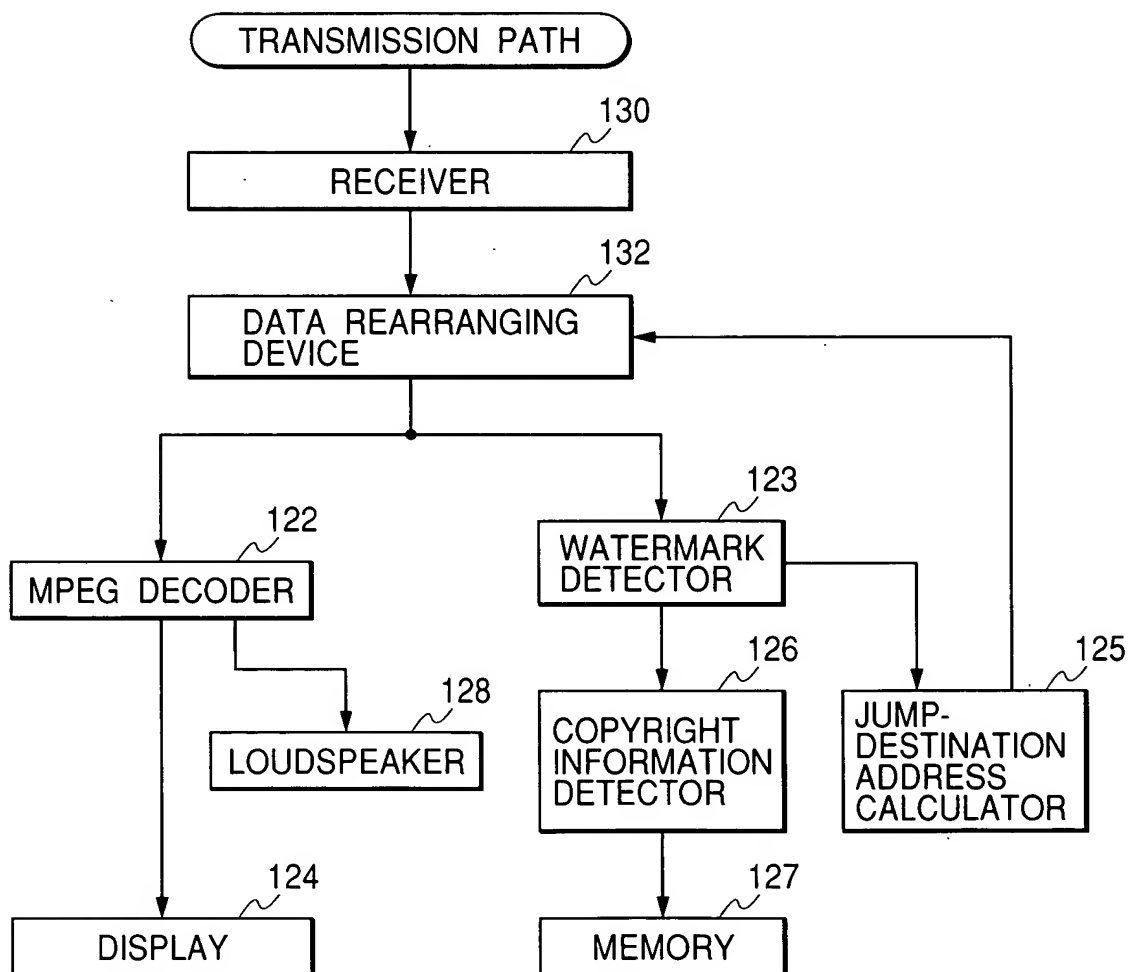 TRANSMISSION PATH
130
RECEIVER
132
DATA REARRANGING
DEVICE
123
122
WATERMARK
DETECTOR
MPEG DECODER
126
125
128
COPYRIGHT
INFORMATION
DETECTOR
JUMP-
DESTINATION
ADDRESS
CALCULATOR
LOUDSPEAKER
124
127
DISPLAY
MEMORY